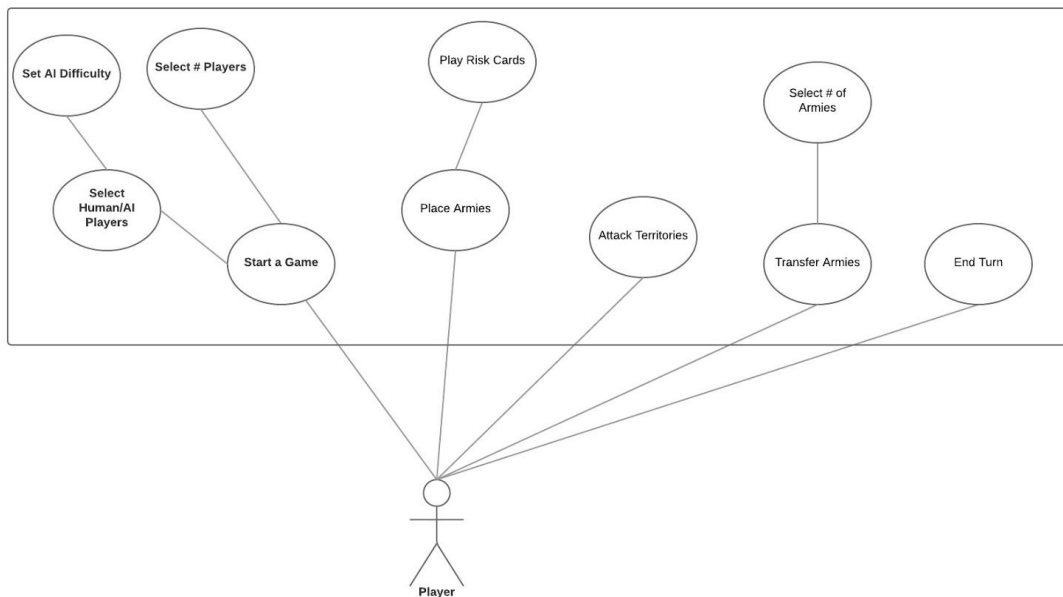 Set AI Difficulty
Select # Players
Play Risk Cards
Select # of
Armies
Select
Human/AI
Players
Place Armies
Attack Territories
Start a Game
Transfer Armies
End Turn
Player